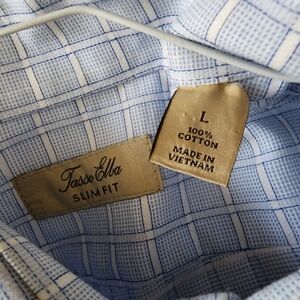 Tasso Elba
SLIM FIT
L
100%
COTTON
MADE IN
VIETNAM